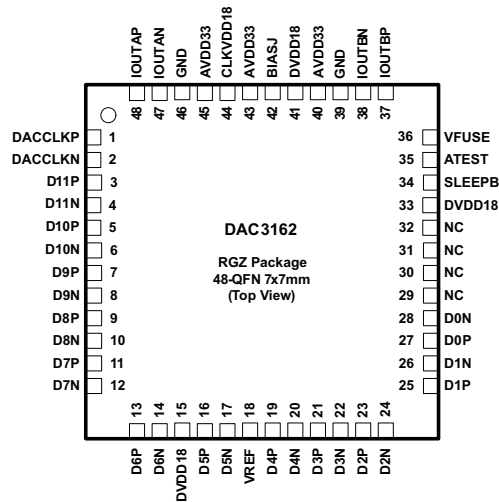 IOUTAP
IOUTAN
GND
AVDD33
CLKVDD18
AVDD33
BIASJ
DVDD18
AVDD33
GND
IOUTBN
IOUTBP
48
47
46
45
44
43
42
41
40
39
38
37
DACCLKP 1
DACCLKN 2
D11P 3
D11N 4
D10P 5
D10N 6
D9P 7
D9N 8
D8P 9
D8N 10
D7P 11
D7N 12
DAC3162
RGZ Package
48-QFN 7x7mm
(Top View)
36 VFUSE
35 ATEST
34 SLEEPB
33 DVDD18
32 NC
31 NC
30 NC
29 NC
28 D0N
27 D0P
26 D1N
25 D1P
13
14
15
16
17
18
19
20
21
22
23
24
D6P
D6N
DVDD18
D5P
D5N
VREF
D4P
D4N
D3P
D3N
D2P
D2N